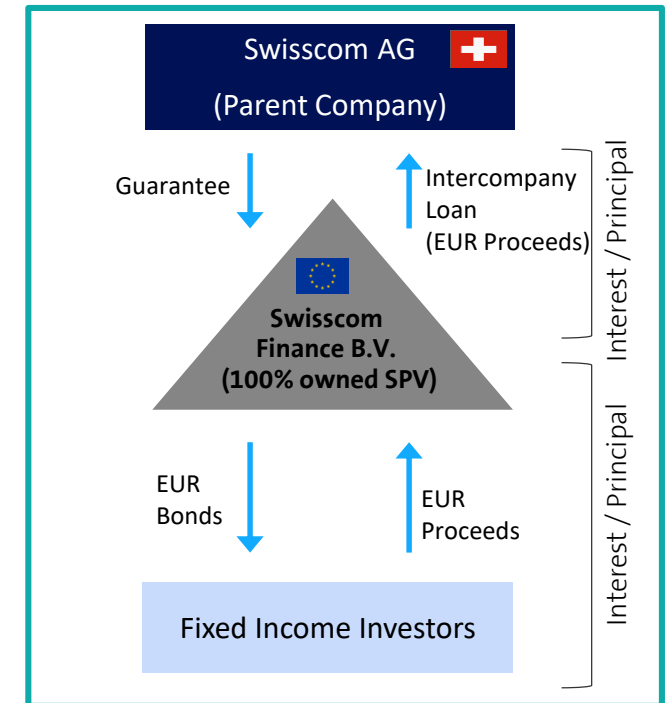 Swisscom AG
(Parent Company)
Guarantee
Intercompany
Loan
(EUR Proceeds)
Interest / Principal
Swisscom
Finance B.V.
(100% owned SPV)
EUR
Bonds
EUR
Proceeds
Interest / Principal
Fixed Income Investors